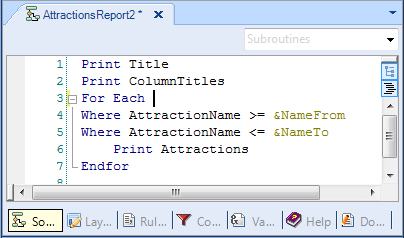 AttractionsReport2 *
Subroutines
1 Print Title
2 Print ColumnTitles
3 For Each
4 Where AttractionName >= &NameFrom
5 Where AttractionName <= &NameTo
6 Print Attractions
7 Endfor
8
So... Lay... Rul... Co... Va... Help Do...